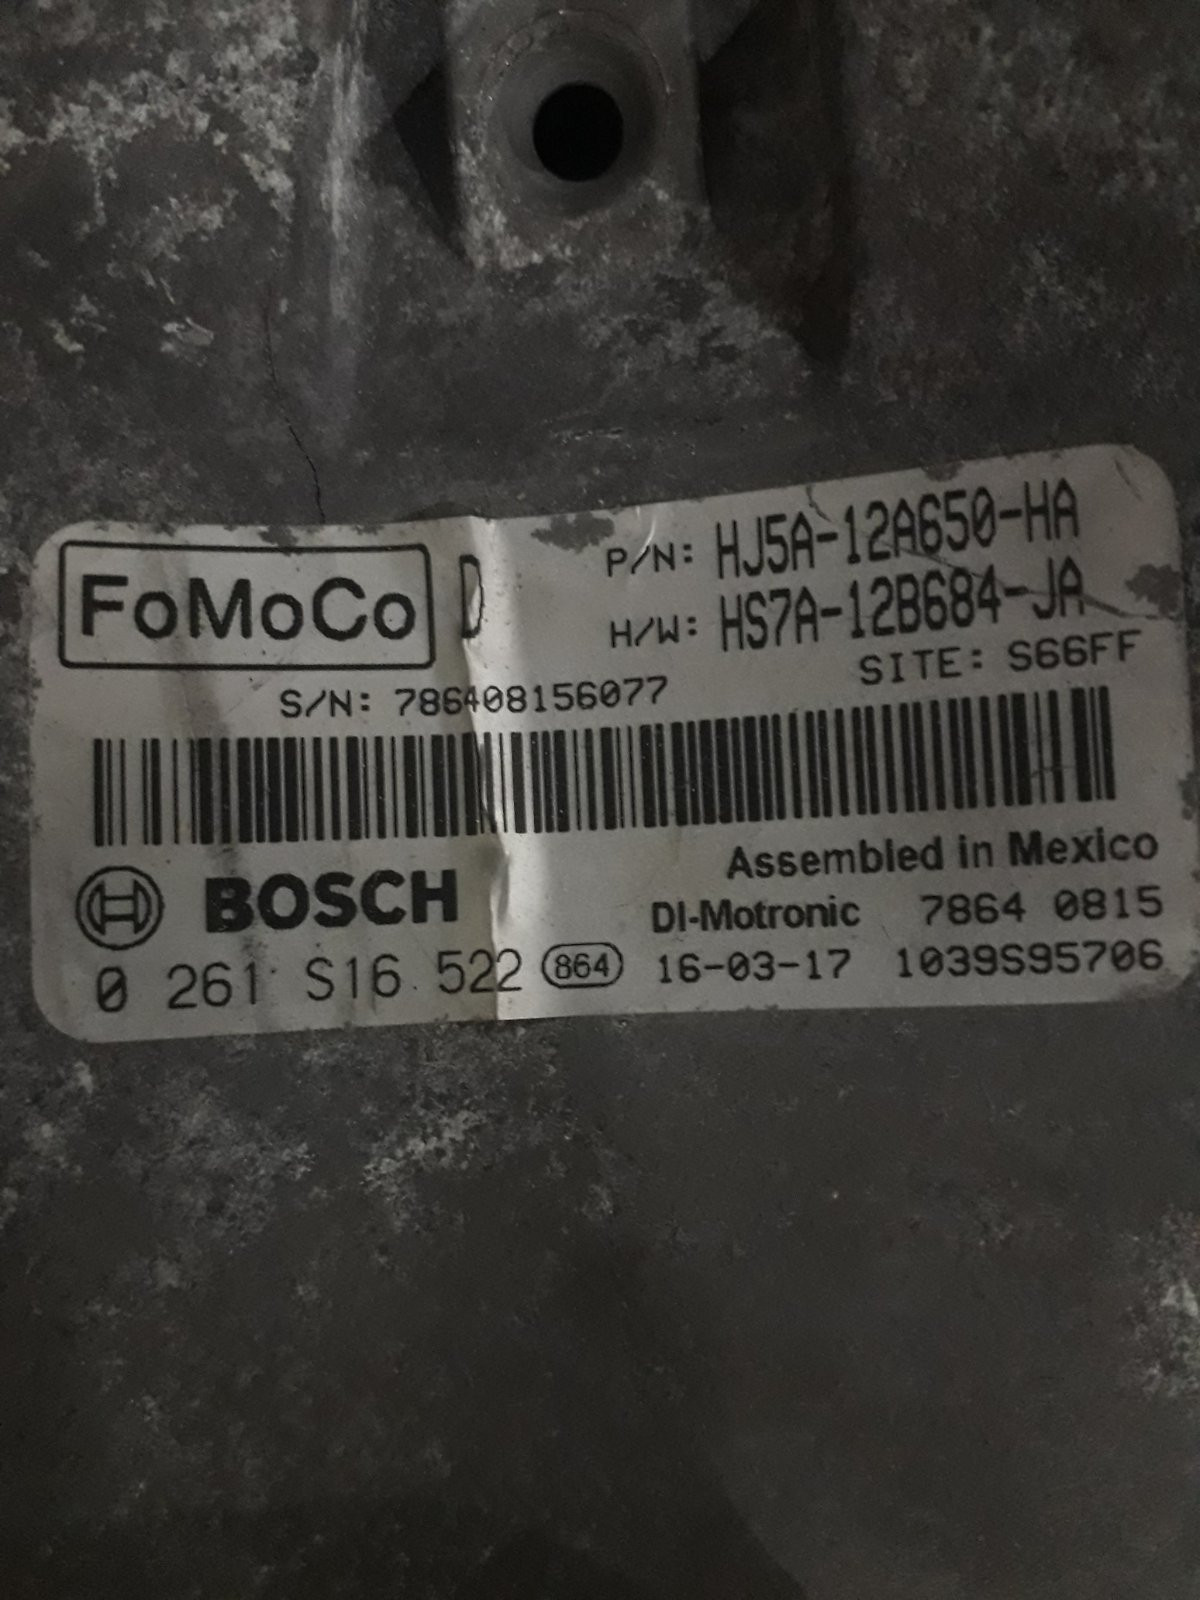 FoMoCo D P/N: HJ5A-12A650-HA
H/W: HS7A-12B684-JA
SITE: S66FF
S/N: 786408156077
Assembled in Mexico
BOSCH DI-Motronic 7864 0815
0 261 S16 522 864 16-03-17 1039S95706